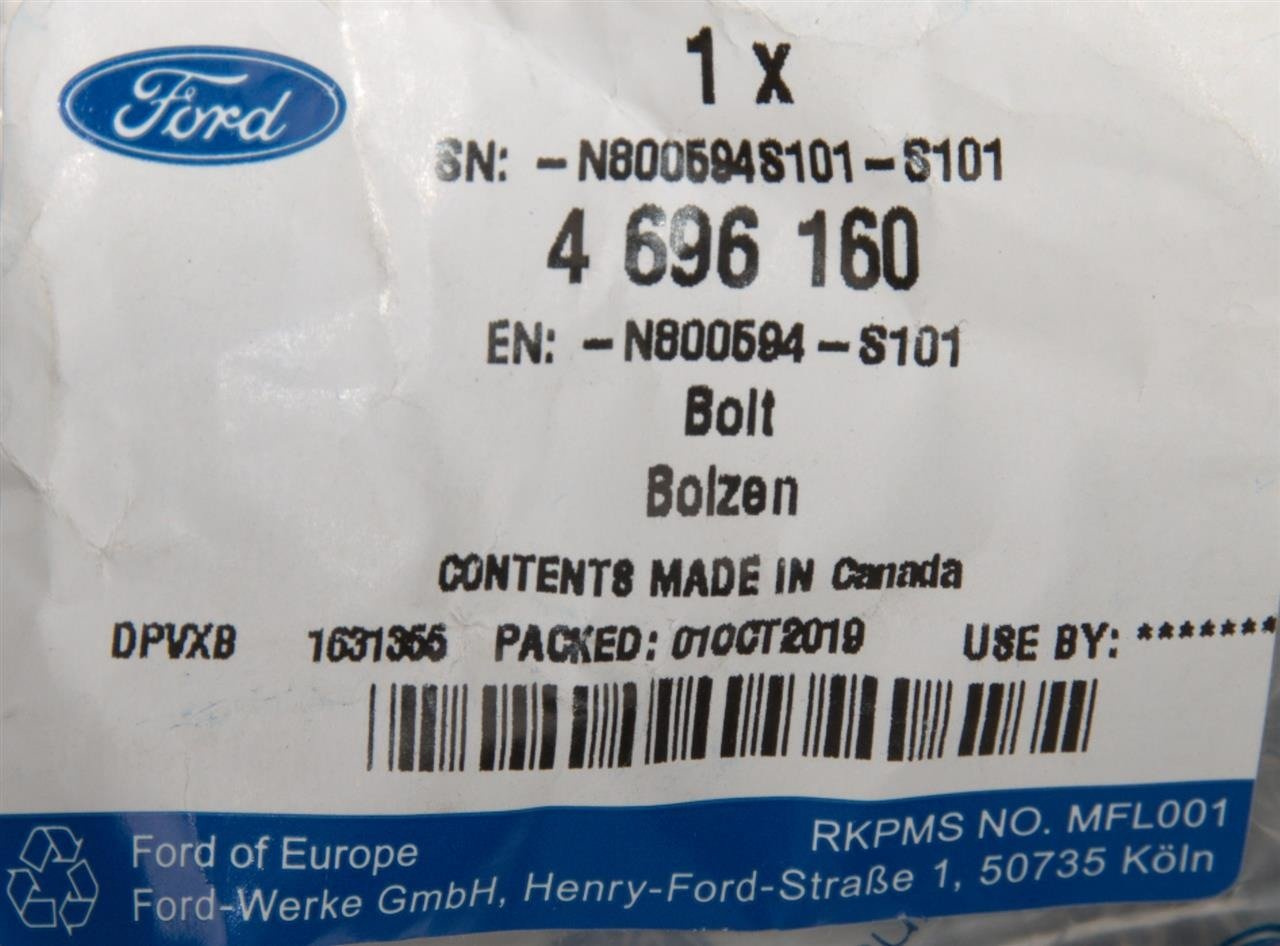 Ford
1 x
SN: -N800594S101-S101
4 696 160
EN: -N800594-S101
Bolt
Bolzen
CONTENTS MADE IN Canada
DPVXB 1631355 PACKED: 01OCT2019 USE BY: *******
RKPMS NO. MFL001
Ford of Europe
Ford-Werke GmbH, Henry-Ford-Straße 1, 50735 Köln